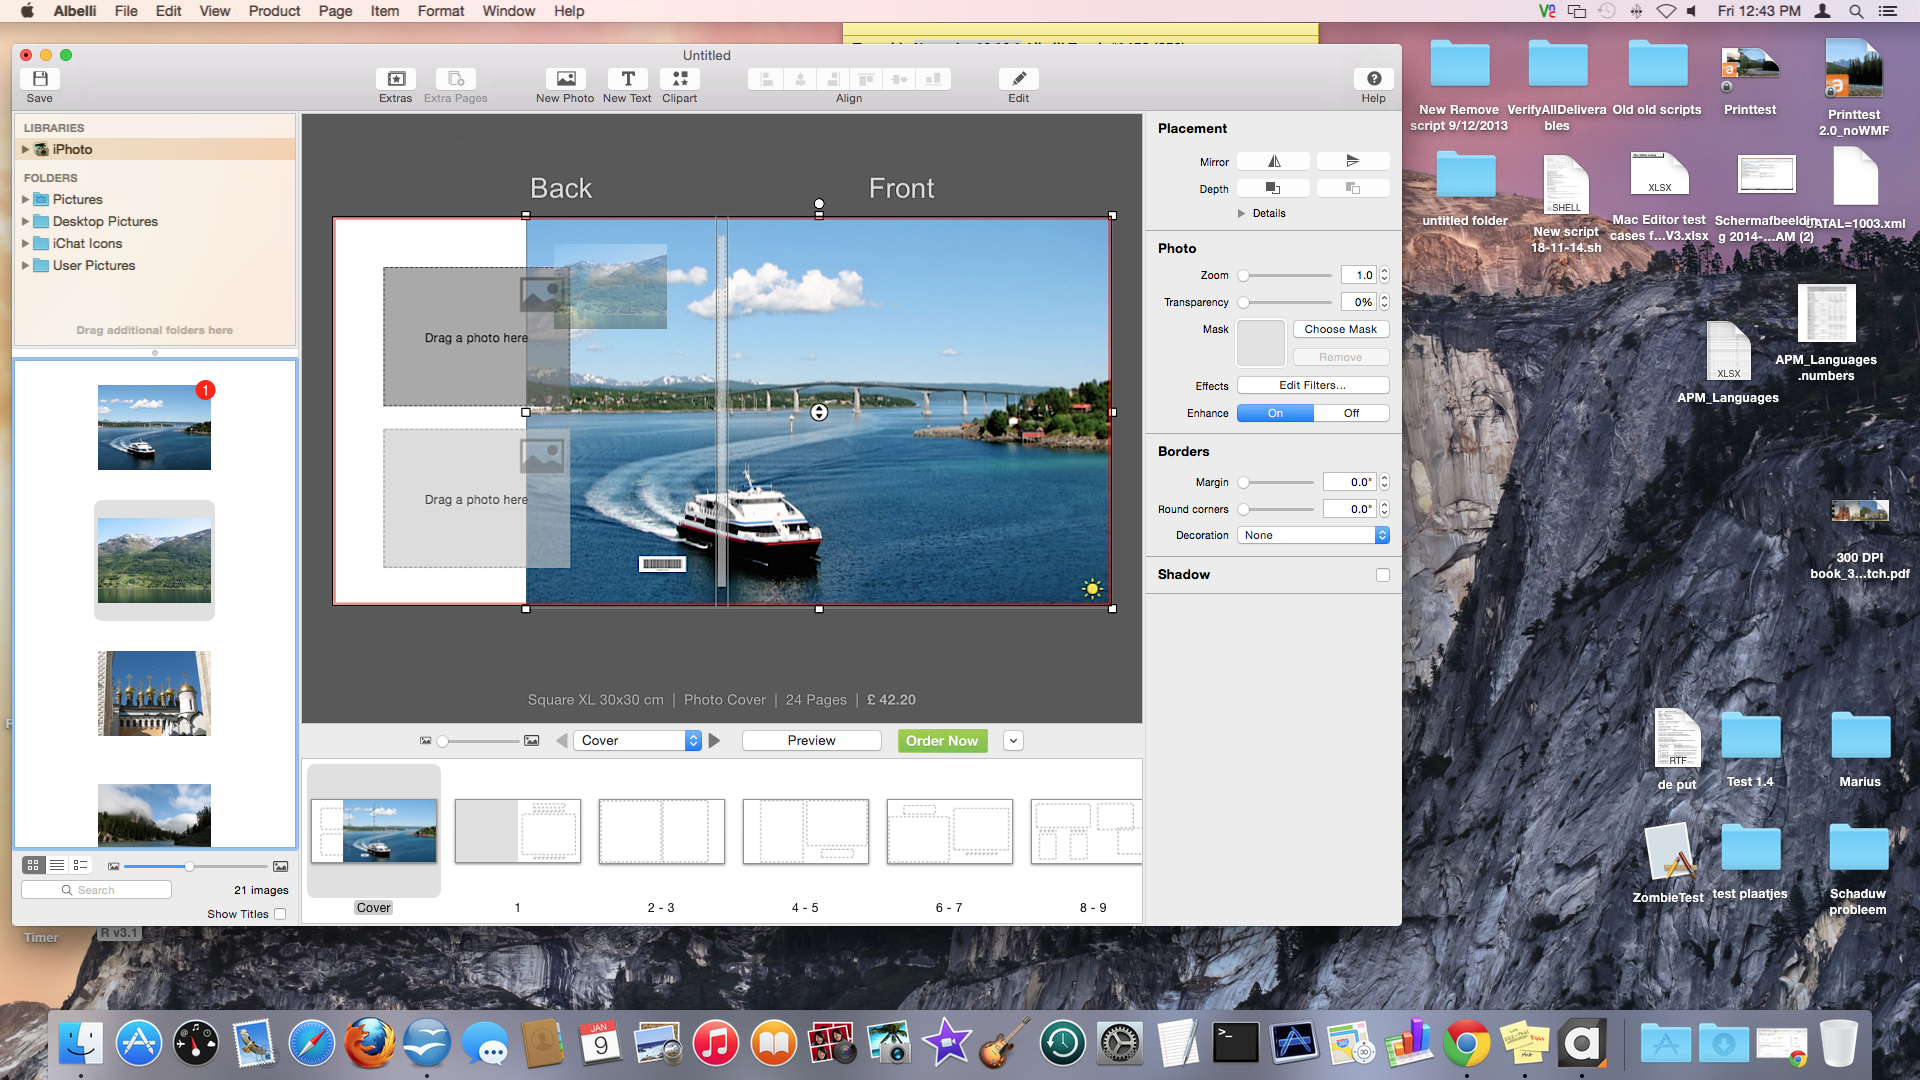 Albelli File Edit View Product Page Item Format Window Help
Fri 12:43 PM
Untitled
Save
Extras
Extra Pages
New Photo
New Text
Clipart
Align
Edit
Help
LIBRARIES
iPhoto
FOLDERS
Pictures
Desktop Pictures
iChat Icons
User Pictures
Drag additional folders here
1
Search
21 images
Show Titles
Back
Front
Drag a photo here
Drag a photo here
Square XL 30x30 cm | Photo Cover | 24 Pages | £ 42.20
Cover
Preview
Order Now
Cover
1
2 - 3
4 - 5
6 - 7
8 - 9
Placement
Mirror
Depth
Details
Photo
Zoom 1.0
Transparency 0%
Mask Choose Mask
Remove
Effects Edit Filters...
Enhance On Off
Borders
Margin 0.0"
Round corners 0.0"
Decoration None
Shadow
New Remove
script 9/12/2013
VerifyAllDelivera
bles
Old old scripts
Printtest
Printtest
2.0_noWMF
untitled folder
SHELL
New script
18-11-14.sh
XLSX
Mac Editor test
cases f...V3.xlsx
Schermafbeeldin
g 2014-...AM (2)
CATAL=1003.xml
XLSX
APM_Languages
APM_Languages
.numbers
300 DPI
book_3...tch.pdf
RTF
de put
Test 1.4
Marius
ZombieTest
test plaatjes
Schaduw
probleem
Timer
R v3.1
JAN
9